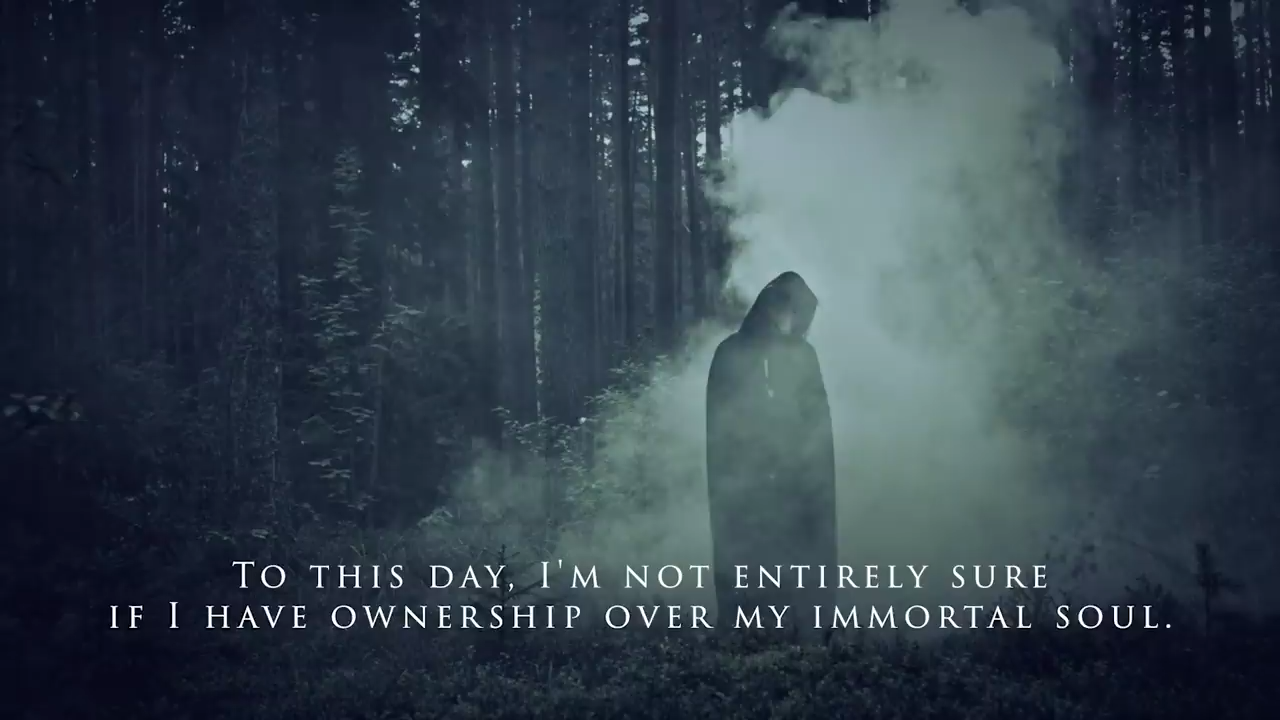 To this day, I'm not entirely sure
if I have ownership over my immortal soul.